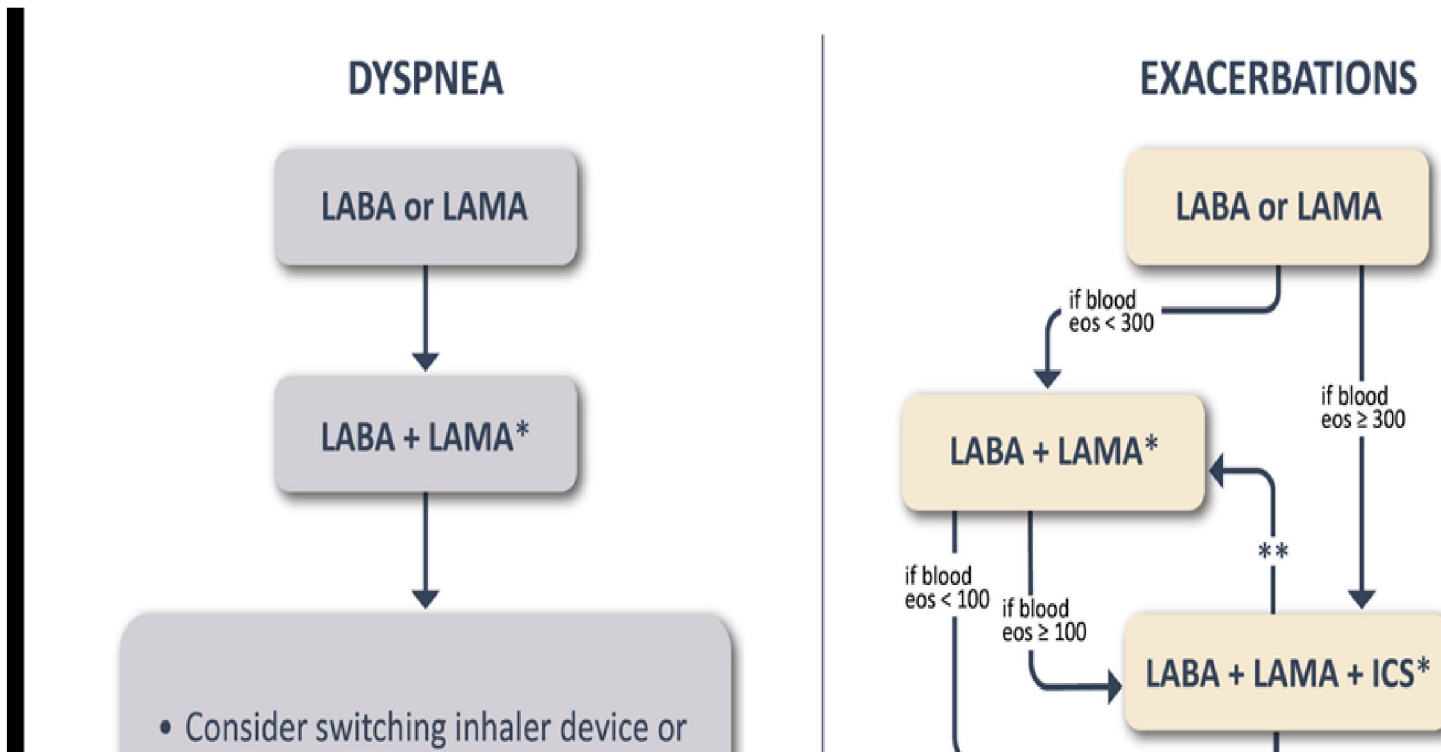 DYSPNEA
LABA or LAMA
LABA + LAMA*
• Consider switching inhaler device or
EXACERBATIONS
LABA or LAMA
if blood
eos < 300
if blood
eos ≥ 300
LABA + LAMA*
**
if blood
eos < 100
if blood
eos ≥ 100
LABA + LAMA + ICS*